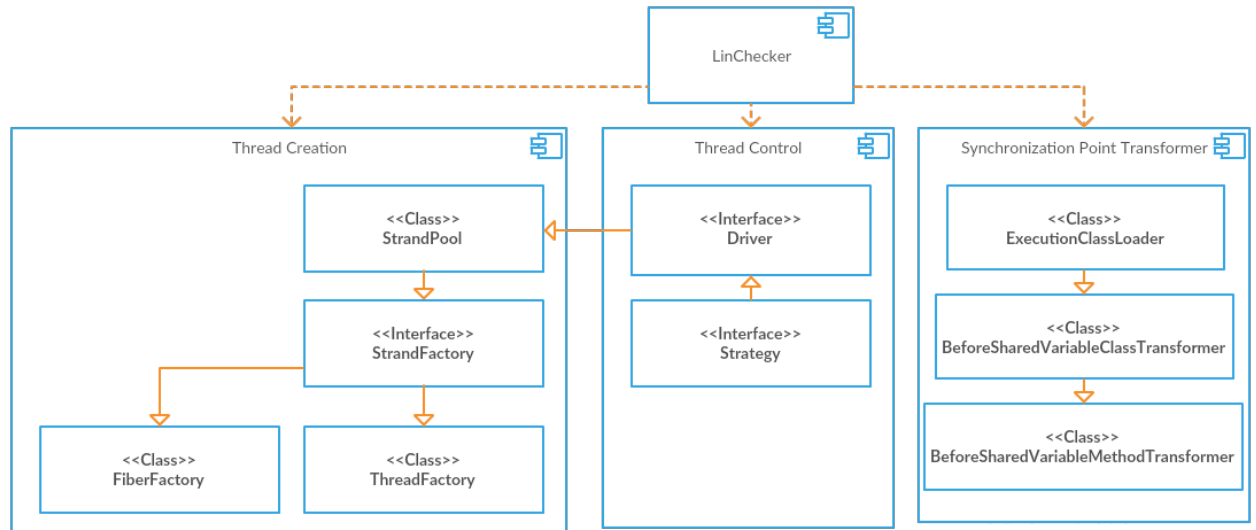 LinChecker
Thread Creation
Thread Control
Synchronization Point Transformer
<<Class>>
StrandPool
<<Interface>>
Driver
<<Class>>
ExecutionClassLoader
<<Interface>>
StrandFactory
<<Interface>>
Strategy
<<Class>>
BeforeSharedVariableClassTransformer
<<Class>>
FiberFactory
<<Class>>
ThreadFactory
<<Class>>
BeforeSharedVariableMethodTransformer